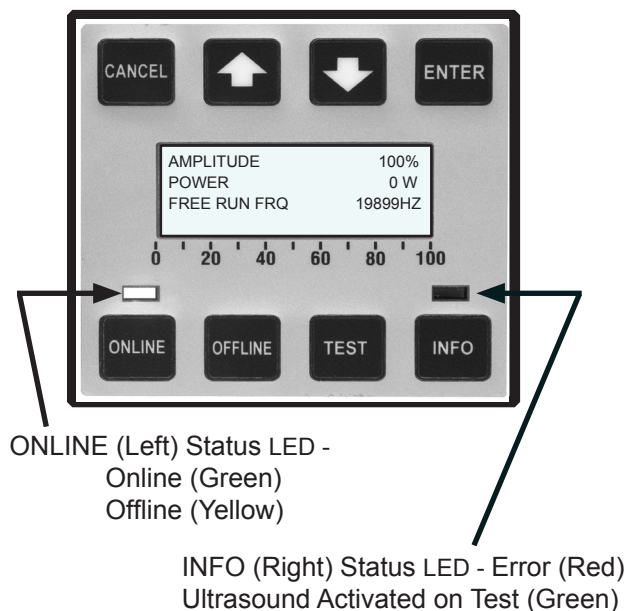 CANCEL ENTER
AMPLITUDE 100%
POWER 0 W
FREE RUN FRQ 19899HZ
0 20 40 60 80 100
ONLINE OFFLINE TEST INFO
ONLINE (Left) Status LED -
Online (Green)
Offline (Yellow)
INFO (Right) Status LED - Error (Red)
Ultrasound Activated on Test (Green)